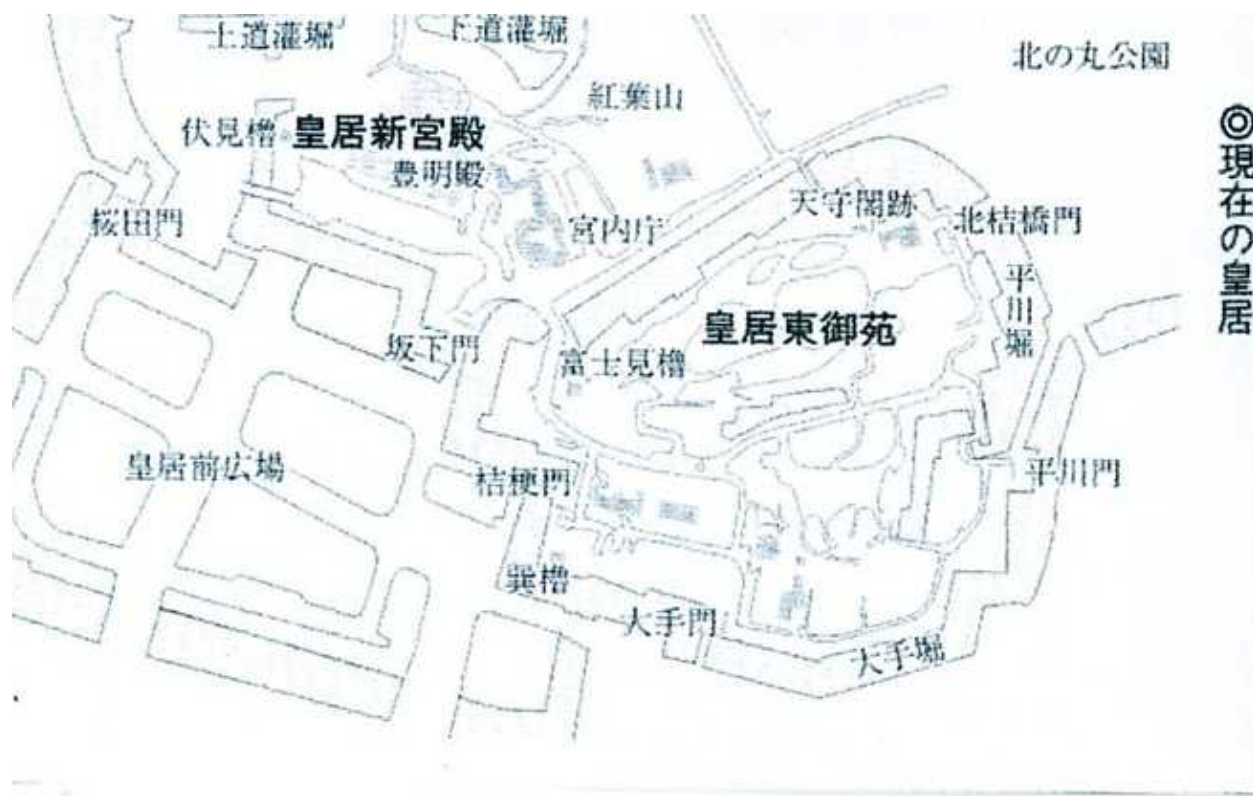 ◎現在の皇居
上道灌堀
下道灌堀
北の丸公園
紅葉山
伏見櫓
皇居新宮殿
豊明殿
天守閣跡
桜田門
宮内庁
北桔橋門
平川堀
皇居東御苑
坂下門
富士見櫓
皇居前広場
桔梗門
平川門
巽櫓
大手門
大手堀